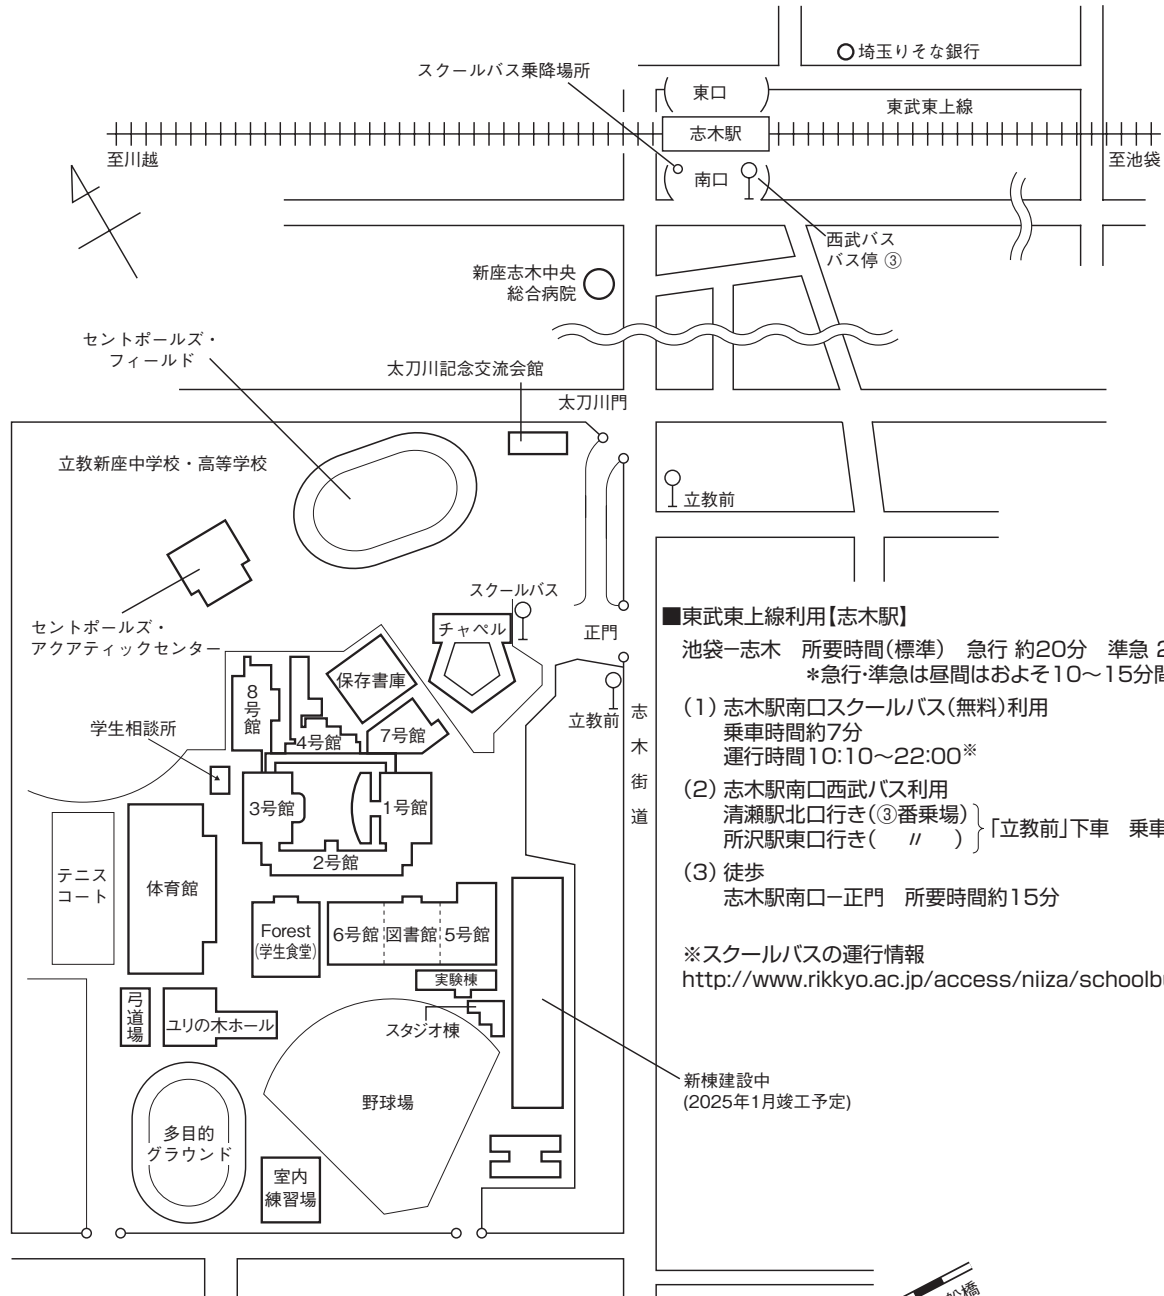 埼玉りそな銀行
スクールバス乗降場所
東口
東武東上線
志木駅
至川越
至池袋
南口
西武バス
バス停 ③
新座志木中央
総合病院
セントポールズ・
フィールド
太刀川記念交流会館
太刀川門
立教新座中学校・高等学校
立教前
スクールバス
セントポールズ・
アクアティックセンター
チャペル
正門
保存書庫
8号館
立教前
志木街道
学生相談所
4号館
7号館
3号館
1号館
2号館
テニス
コート
体育館
Forest
(学生食堂)
6号館
図書館
5号館
実験棟
弓道場
ユリの木ホール
スタジオ棟
新棟建設中
(2025年1月竣工予定)
野球場
多目的
グラウンド
室内
練習場
■東武東上線利用【志木駅】
池袋−志木 所要時間(標準) 急行 約20分 準急 2
*急行・準急は昼間はおよそ10〜15分間
(1) 志木駅南口スクールバス(無料)利用
乗車時間約7分
運行時間10:10〜22:00※
(2) 志木駅南口西武バス利用
清瀬駅北口行き(③番乗場)
所沢駅東口行き( 〃 )
「立教前」下車 乗車
(3) 徒歩
志木駅南口−正門 所要時間約15分
※スクールバスの運行情報
http://www.rikkyo.ac.jp/access/niiza/schoolb